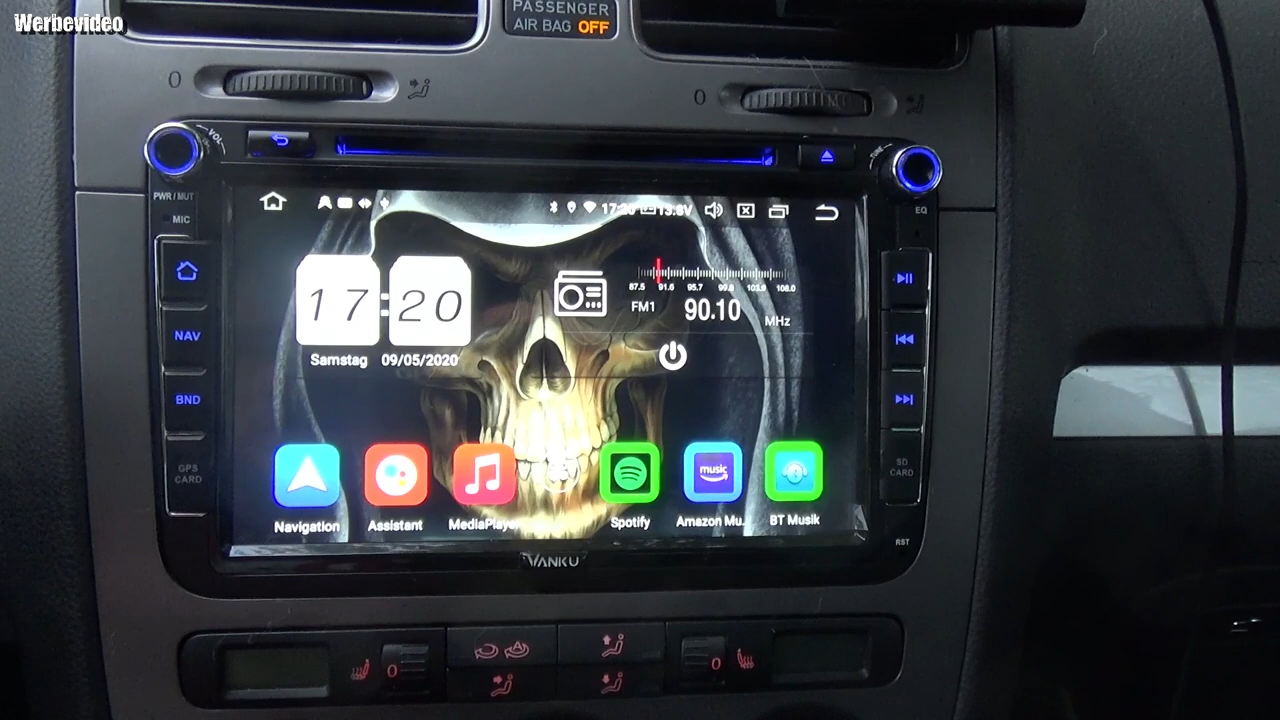 Werbevideo
PASSENGER
AIR BAG OFF
0
0
VOL
PWR / MUT
MIC
EQ
17:20
13.8V
NAV
BND
GPS
CARD
17:20
Samstag 09/05/2020
87.5 91.6 95.7 99.8 103.9 108.0
FM1 90.10 MHz
Navigation
Assistant
MediaPlayer
Spotify
music
Amazon Mu...
BT Musik
SD
CARD
RST
VANKU
0
A
0